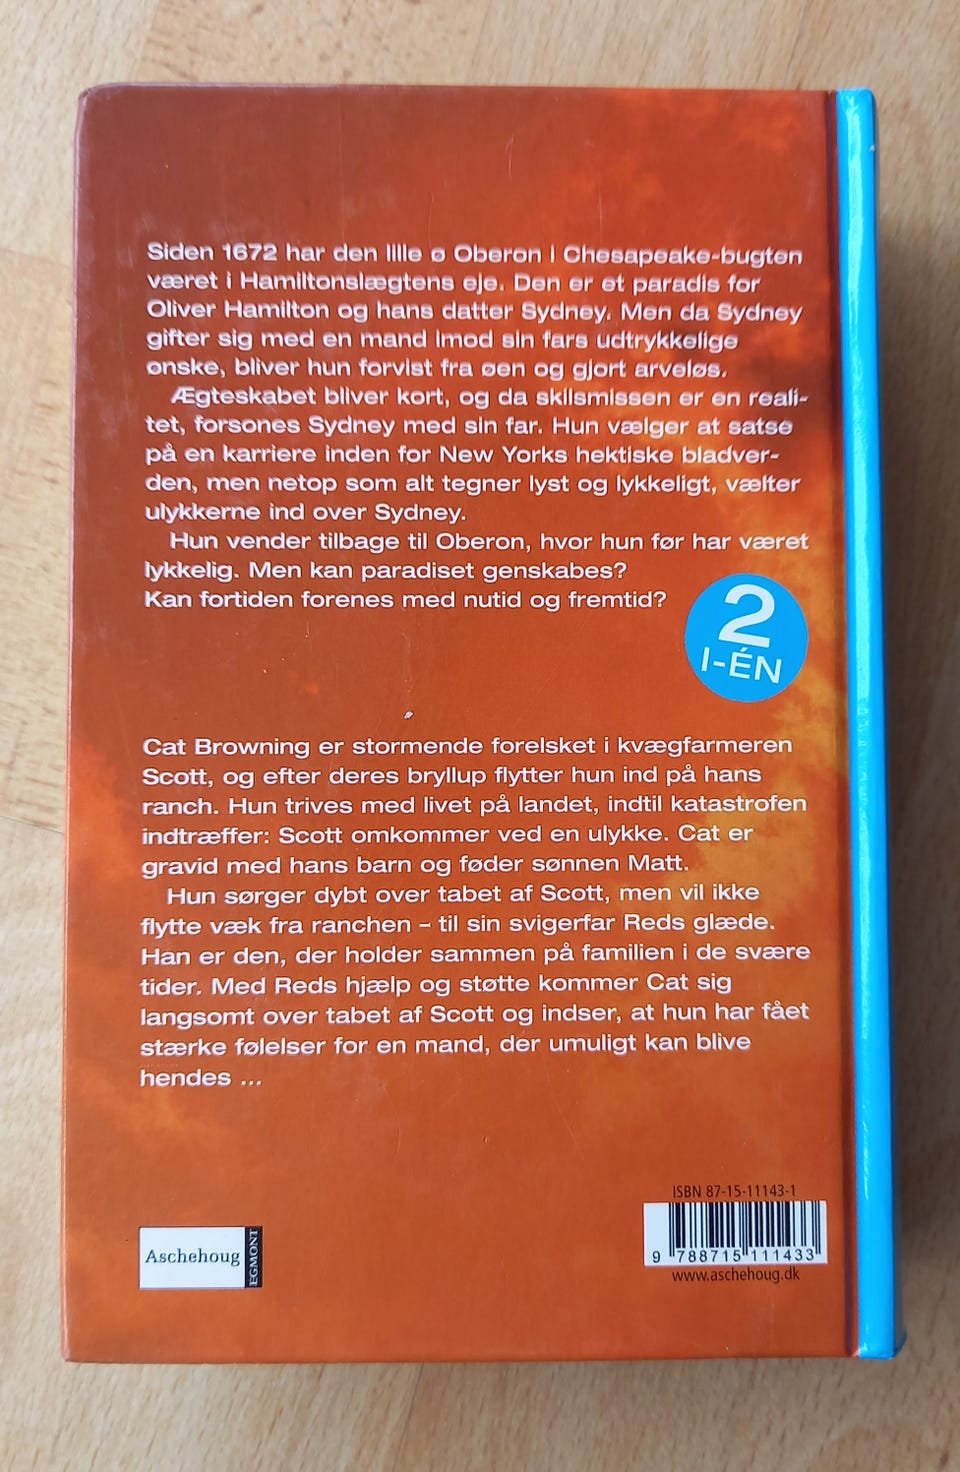 Siden 1672 har den lille ø Oberon i Chesapeake-bugten
været i Hamiltonslægtens eje. Den er et paradis for
Oliver Hamilton og hans datter Sydney. Men da Sydney
gifter sig med en mand imod sin fars udtrykkelige
ønske, bliver hun forvist fra øen og gjort arveløs.
Ægteskabet bliver kort, og da skilsmissen er en reali-
tet, forsones Sydney med sin far. Hun vælger at satse
på en karriere inden for New Yorks hektiske bladver-
den, men netop som alt tegner lyst og lykkeligt, vælter
ulykkerne ind over Sydney.
Hun vender tilbage til Oberon, hvor hun før har været
lykkelig. Men kan paradiset genskabes?
Kan fortiden forenes med nutid og fremtid?
2
I-ÉN
Cat Browning er stormende forelsket i kvægfarmeren
Scott, og efter deres bryllup flytter hun ind på hans
ranch. Hun trives med livet på landet, indtil katastrofen
indtræffer: Scott omkommer ved en ulykke. Cat er
gravid med hans barn og føder sønnen Matt.
Hun sørger dybt over tabet af Scott, men vil ikke
flytte væk fra ranchen – til sin svigerfar Reds glæde.
Han er den, der holder sammen på familien i de svære
tider. Med Reds hjælp og støtte kommer Cat sig
langsomt over tabet af Scott og indser, at hun har fået
stærke følelser for en mand, der umuligt kan blive
hendes ...
ISBN 87-15-11143-1
9 788715 111433
www.aschehoug.dk
Aschehoug
EGMONT